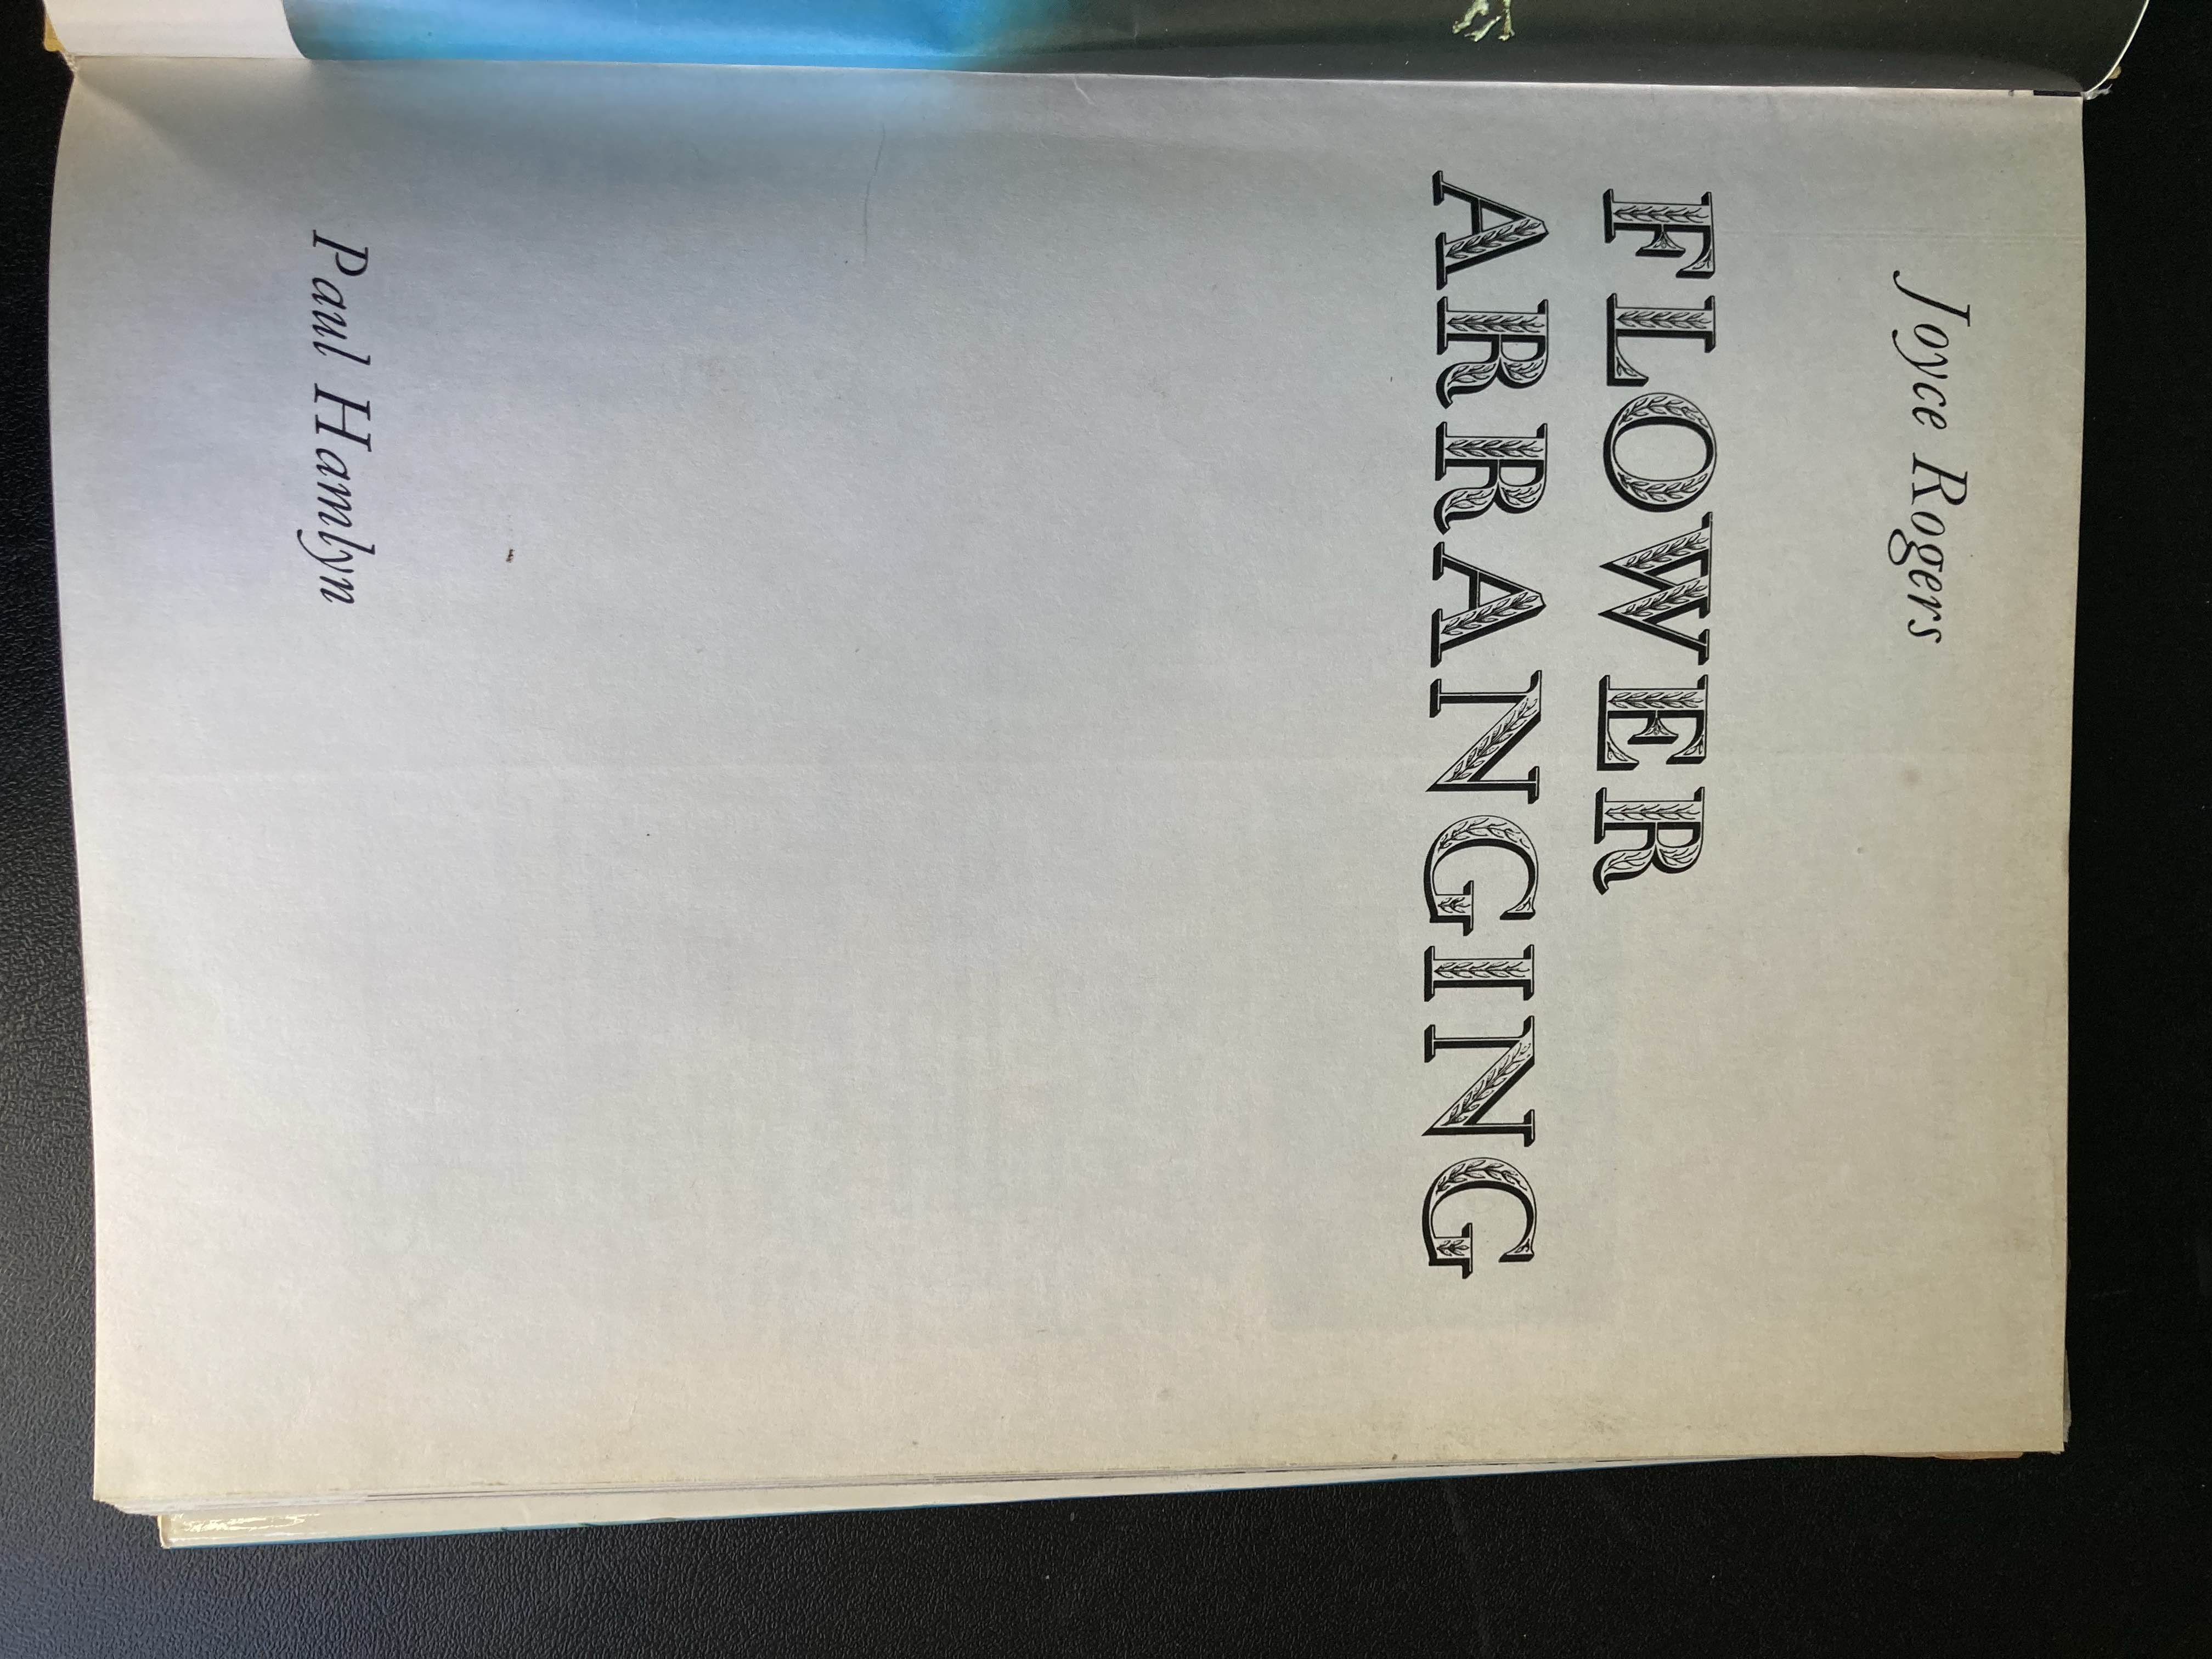 Joyce Rogers
FLOWER
ARRANGING
Paul Hamlyn